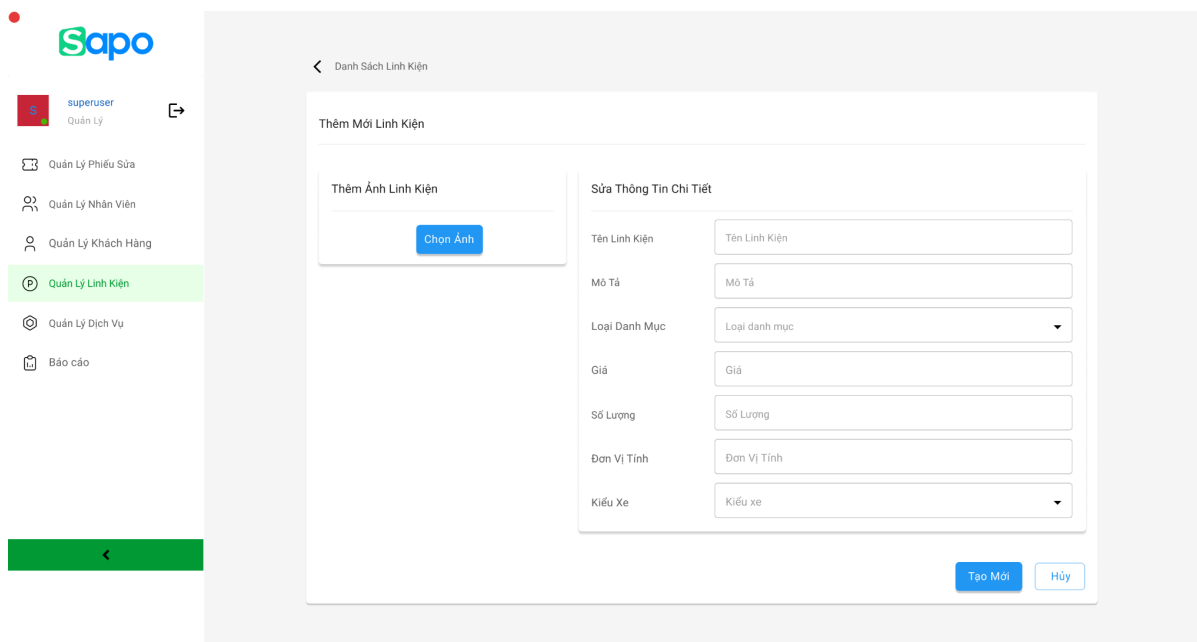 Sapo
S
superuser
Quản Lý
Quản Lý Phiếu Sửa
Quản Lý Nhân Viên
Quản Lý Khách Hàng
P
Quản Lý Linh Kiện
Quản Lý Dịch Vụ
Báo cáo
Danh Sách Linh Kiện
Thêm Mới Linh Kiện
Thêm Ảnh Linh Kiện
Chọn Ảnh
Sửa Thông Tin Chi Tiết
Tên Linh Kiện
Tên Linh Kiện
Mô Tả
Mô Tả
Loại Danh Mục
Loại danh mục
Giá
Giá
Số Lượng
Số Lượng
Đơn Vị Tính
Đơn Vị Tính
Kiểu Xe
Kiểu xe
Tạo Mới
Hủy